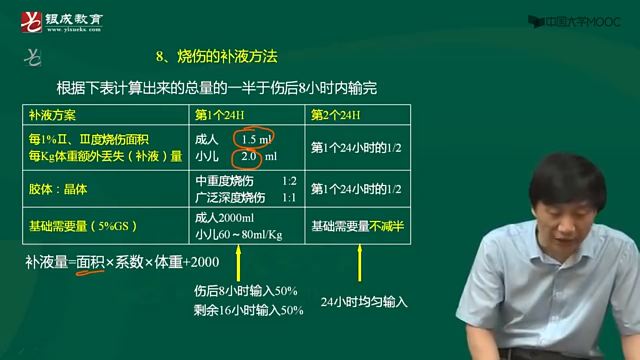 银成教育
www.yixueks.com
中国大学MOOC
8、烧伤的补液方法
根据下表计算出来的总量的一半于伤后8小时内输完
补液方案 第1个24H 第2个24H
每1%Ⅱ、Ⅲ度烧伤面积
每Kg体重额外丢失（补液）量
成人 1.5 ml
小儿 2.0 ml
第1个24小时的1/2
胶体：晶体
中重度烧伤 1:2
广泛深度烧伤 1:1
第1个24小时的1/2
基础需要量（5%GS）
成人2000ml
小儿60～80ml/Kg
基础需要量不减半
补液量=面积×系数×体重+2000
伤后8小时输入50%
剩余16小时输入50%
24小时均匀输入